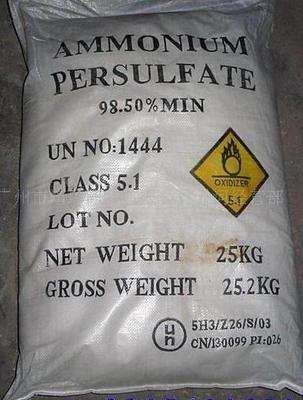 AMMONIUM
PERSULFATE
98.50%MIN
UN NO:1444
CLASS 5.1
OXIDIZER
5.1
LOT NO.
NET WEIGHT 25KG
GROSS WEIGHT 25.2KG
un
5H3/Z26/S/03
CN/130099 PI:026